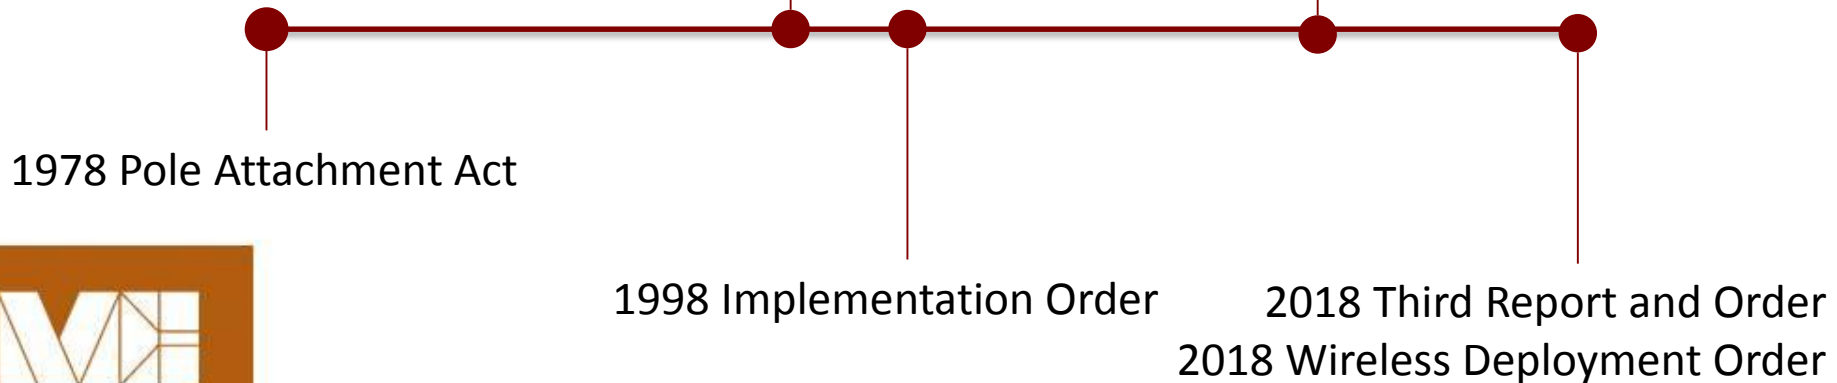 1978 Pole Attachment Act
1998 Implementation Order
2018 Third Report and Order
2018 Wireless Deployment Order